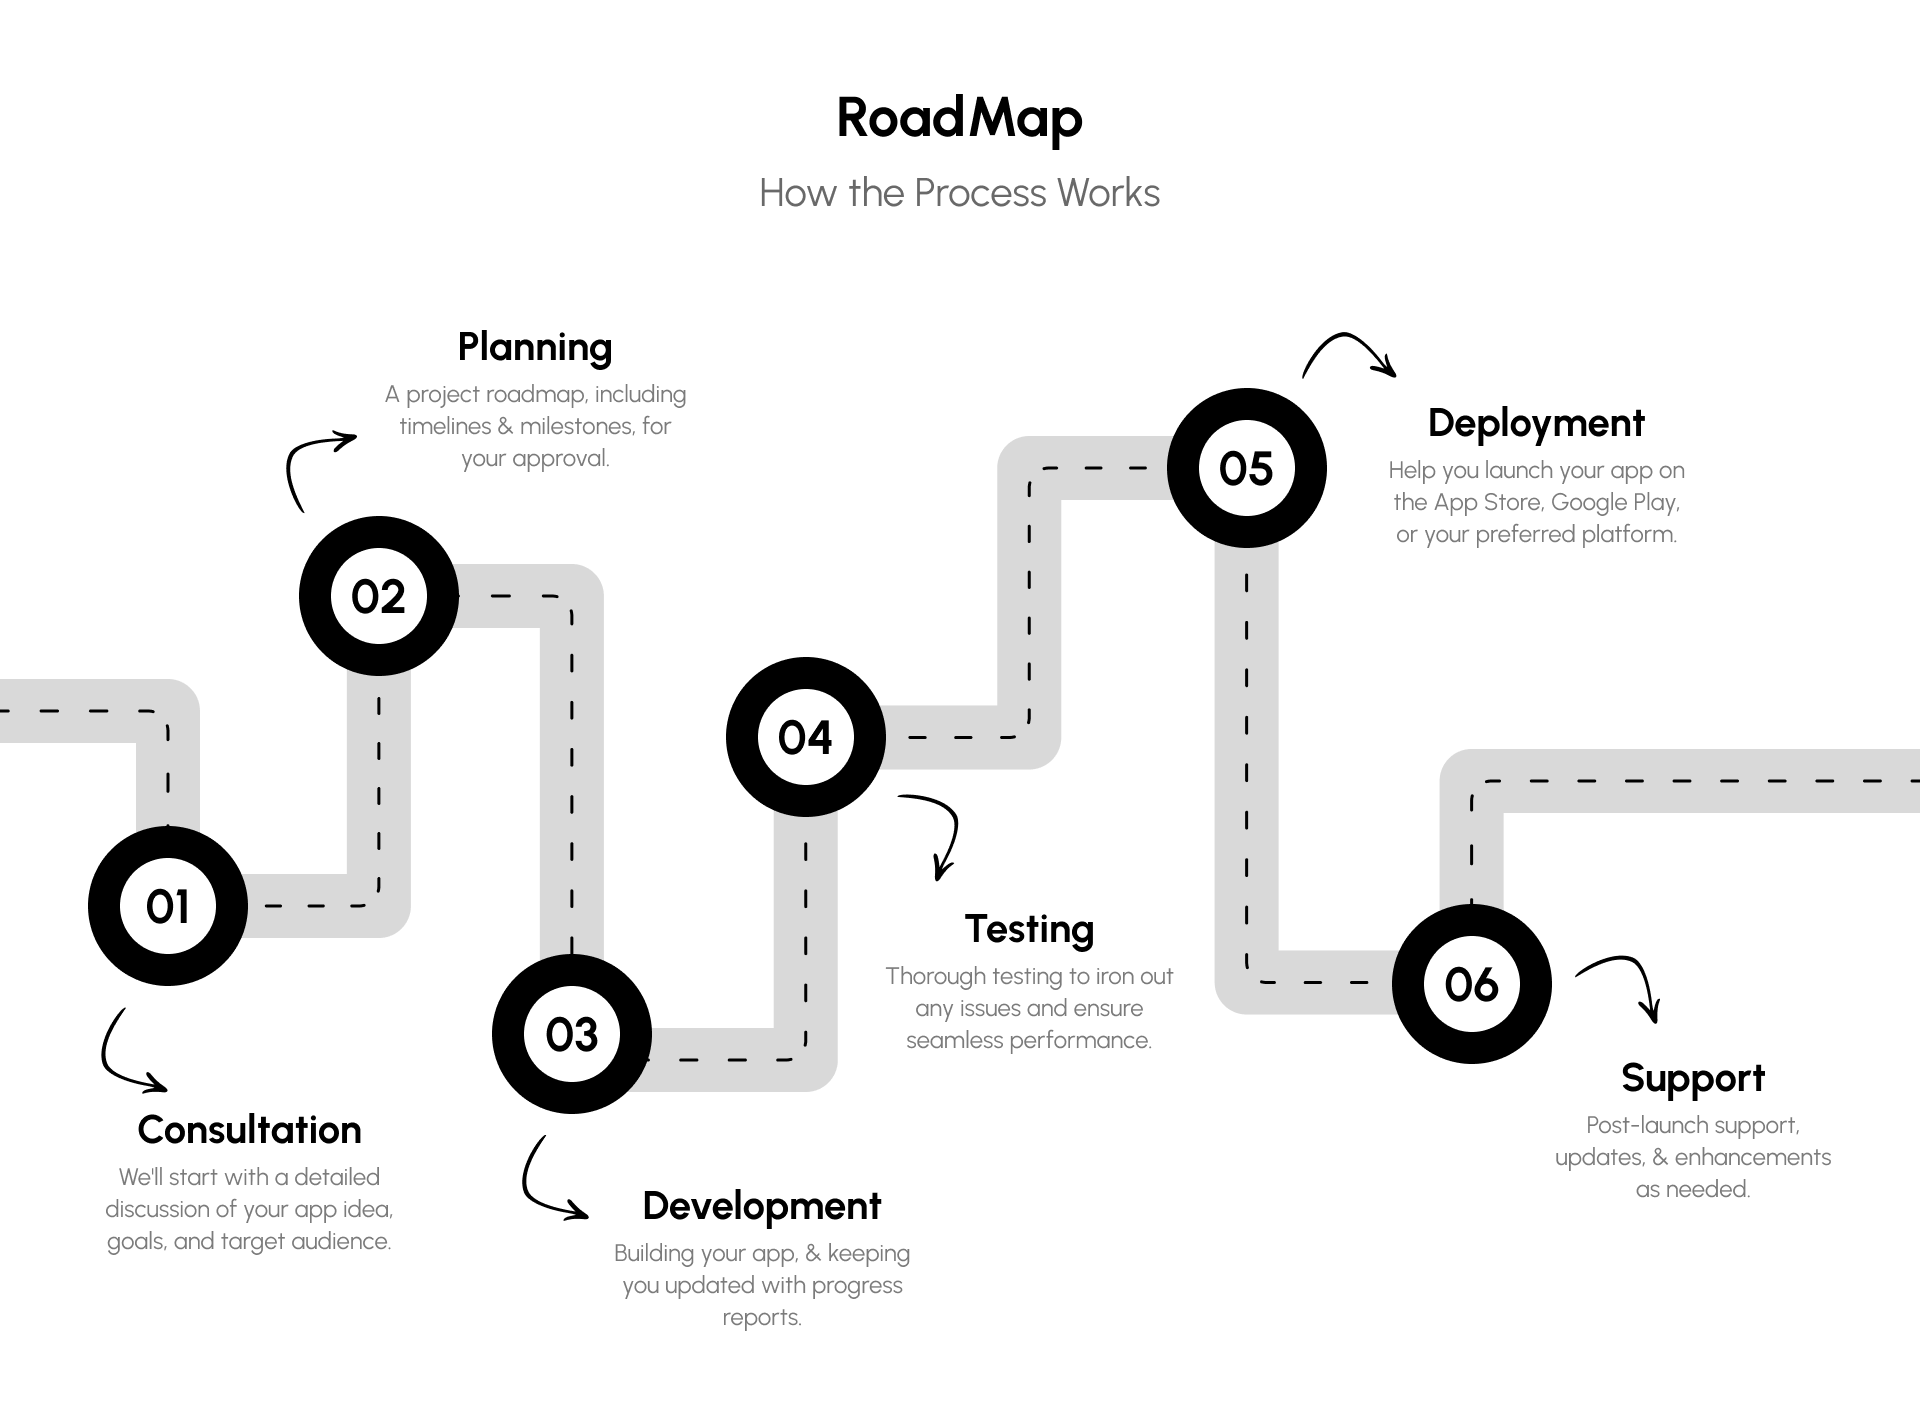 RoadMap
How the Process Works
01
Consultation
We'll start with a detailed
discussion of your app idea,
goals, and target audience.
02
Planning
A project roadmap, including
timelines & milestones, for
your approval.
03
Development
Building your app, & keeping
you updated with progress
reports.
04
Testing
Thorough testing to iron out
any issues and ensure
seamless performance.
05
Deployment
Help you launch your app on
the App Store, Google Play,
or your preferred platform.
06
Support
Post-launch support,
updates, & enhancements
as needed.